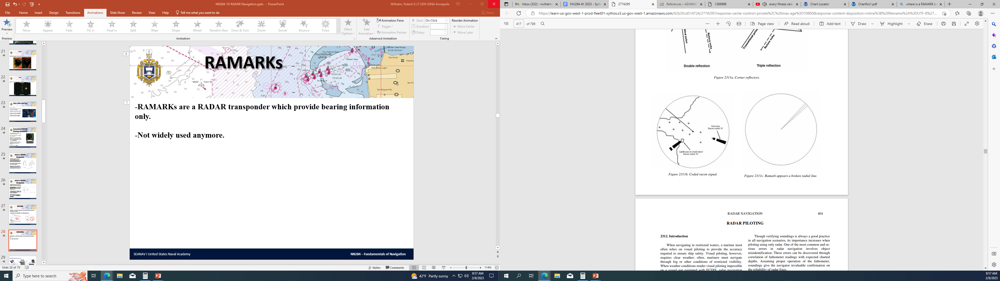 NN284-10-RADAR Navigation.pptx - PowerPoint
Wilhelm, Robert G LT USN USNA Annapolis
File Home Insert Design Transitions Animations Slide Show Review View Help Tell me what you want to do
Share
Preview
None Appear Fade Fly In Float In Split Wipe Shape Wheel Random Bars Grow & Turn Zoom Swivel Bounce Pulse
Effect
Options
Add
Animation
Animation Pane
Trigger
Animation Painter
Start: On Click
Duration:
Delay:
Reorder Animation
Move Earlier
Move Later
Preview
Animation
Advanced Animation
Timing
21
22
23
Gain, Rain and Sea
24
Automated RADAR
Plotting Aid (ARPA)
25
Aids to RADAR
Navigation
26
Aids to RADAR
Navigation
27
RACONs
28
RAMARKs
29
0
0
1
RAMARKs
Four Fathom Bank
Fourfathom
Bank
Golden Gate
Golden Gate Bridge
Fort Point
Presidio
Mile Rocks Light
San Miguel Hills
-RAMARKs are a RADAR transponder which provide bearing information
only.
-Not widely used anymore.
SEANAV I United States Naval Academy
NN284 – Fundamentals of Navigation
Slide 28 of 79
Notes
Comments
114%
Type here to search
42°F Partly sunny
8:57 AM
2/8/2023
Inbox (332) - rwilhelm
NN284 AY 2023 - Sylla
2774295
References – ADVANC
1286998
every fitness cele
Chart Locator
ChartNo1.pdf
where is a RAMARK b
https://learn-us-gov-west-1-prod-fleet01-xythos.s3.us-gov-west-1.amazonaws.com/62b35cd514724/2774295?response-cache-control=private%2C%20max-age%3D10800&response-content-disposition=inline%3B%20filename%2A%3DUTF-8%27...
417 of 789
Page view
Read aloud
Add text
Draw
Highlight
Erase
pulse
Return echo
Transmitted pulse
Return echo
Double reflection
Triple reflection
Figure 2311a. Corner reflectors.
Sea buoy
Racon coded "A"
Lighthouse on small island
Racon coded "N"
Figure 2311b. Coded racon signal.
Figure 2311c. Ramark appears a broken radial line.
RADAR NAVIGATION
404
RADAR PILOTING
2312. Introduction
When navigating in restricted waters, a mariner most
often relies on visual piloting to provide the accuracy
required to ensure ship safety. Visual piloting, however,
requires clear weather; often, mariners must navigate
through fog or other conditions of restricted visibility.
When weather conditions render visual piloting impossible
on a vessel not equipped with ECDIS, radar navigation
Though verifying soundings is always a good practice
in all navigation scenarios, its importance increases when
piloting using only radar. One of the most common and se-
rious errors in radar navigation involves object
misidentification. These errors can be discovered through
correlation of fathometer readings with expected charted
depths. Assuming proper operation of the fathometer,
soundings give the navigator invaluable confirmation on
the reliability of radar fixes.
8:57 AM
2/8/2023